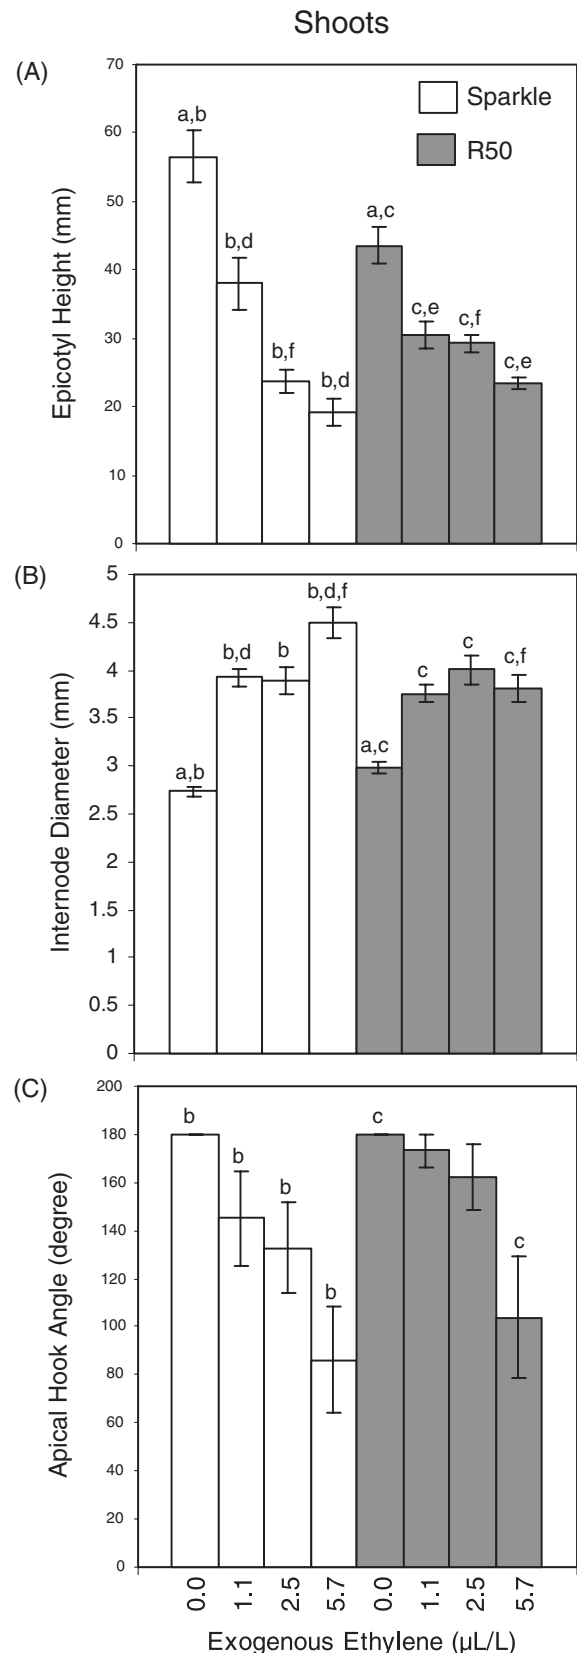 Shoots
(A)
Epicotyl Height (mm)
70
60
50
40
30
20
10
0
Sparkle
R50
a,b
b,d
b,f
b,d
a,c
c,e
c,f
c,e
(B)
Internode Diameter (mm)
5
4.5
4
3.5
3
2.5
2
1.5
1
0.5
0
a,b
b,d
b
b,d,f
a,c
c
c
c,f
(C)
Apical Hook Angle (degree)
200
180
160
140
120
100
80
60
40
20
0
b
b
b
b
c
c
0.0 1.1 2.5 5.7 0.0 1.1 2.5 5.7
Exogenous Ethylene (µL/L)